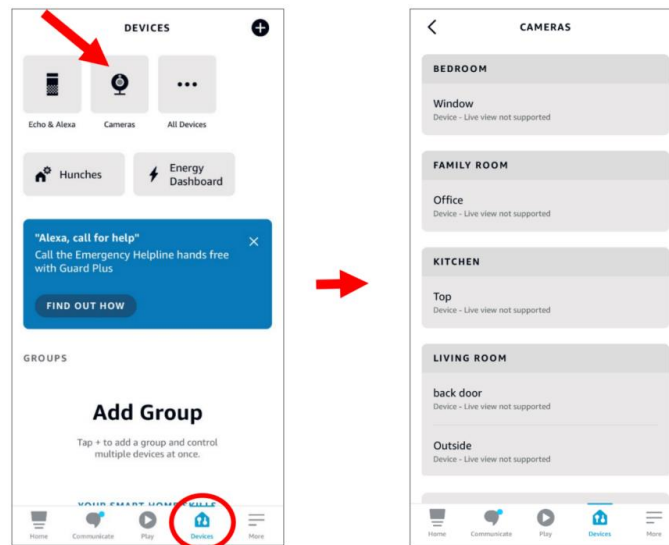 DEVICES
Echo & Alexa
Cameras
All Devices
Hunches
Energy
Dashboard
"Alexa, call for help"
Call the Emergency Helpline hands free
with Guard Plus
FIND OUT HOW
GROUPS
Add Group
Tap + to add a group and control
multiple devices at once.
YOUR SMART HOME SKILLS
Home
Communicate
Play
Devices
More
CAMERAS
BEDROOM
Window
Device - Live view not supported
FAMILY ROOM
Office
Device - Live view not supported
KITCHEN
Top
Device - Live view not supported
LIVING ROOM
back door
Device - Live view not supported
Outside
Device - Live view not supported
Home
Communicate
Play
Devices
More